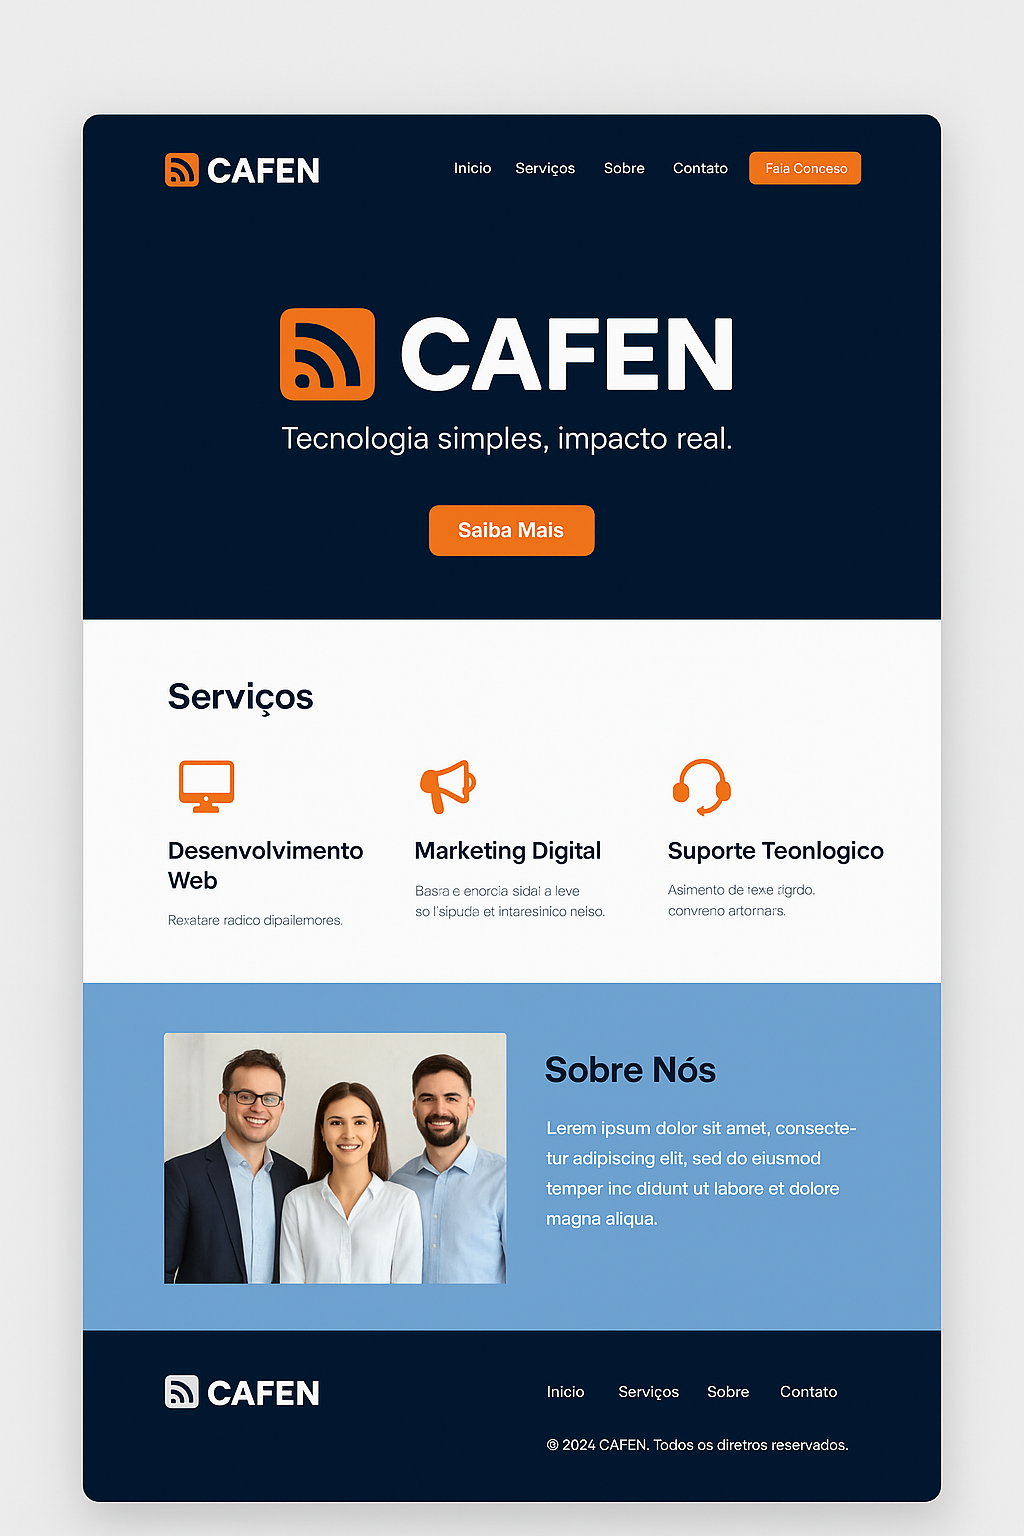 CAFEN
Inicio Serviços Sobre Contato Faia Conceso
CAFEN
Tecnologia simples, impacto real.
Saiba Mais
Serviços
Desenvolvimento
Web
Rexatare radico dipailemores.
Marketing Digital
Basra e enorcia sidal a leve
so l'sipuda et intaresinico neiso.
Suporte Teonlogico
Asimento de texe rigrdo.
convreno artornars.
Sobre Nós
Lerem ipsum dolor sit amet, consecte-
tur adipiscing elit, sed do eiusmod
temper inc didunt ut labore et dolore
magna aliqua.
CAFEN
Inicio Serviços Sobre Contato
© 2024 CAFEN. Todos os diretros reservados.